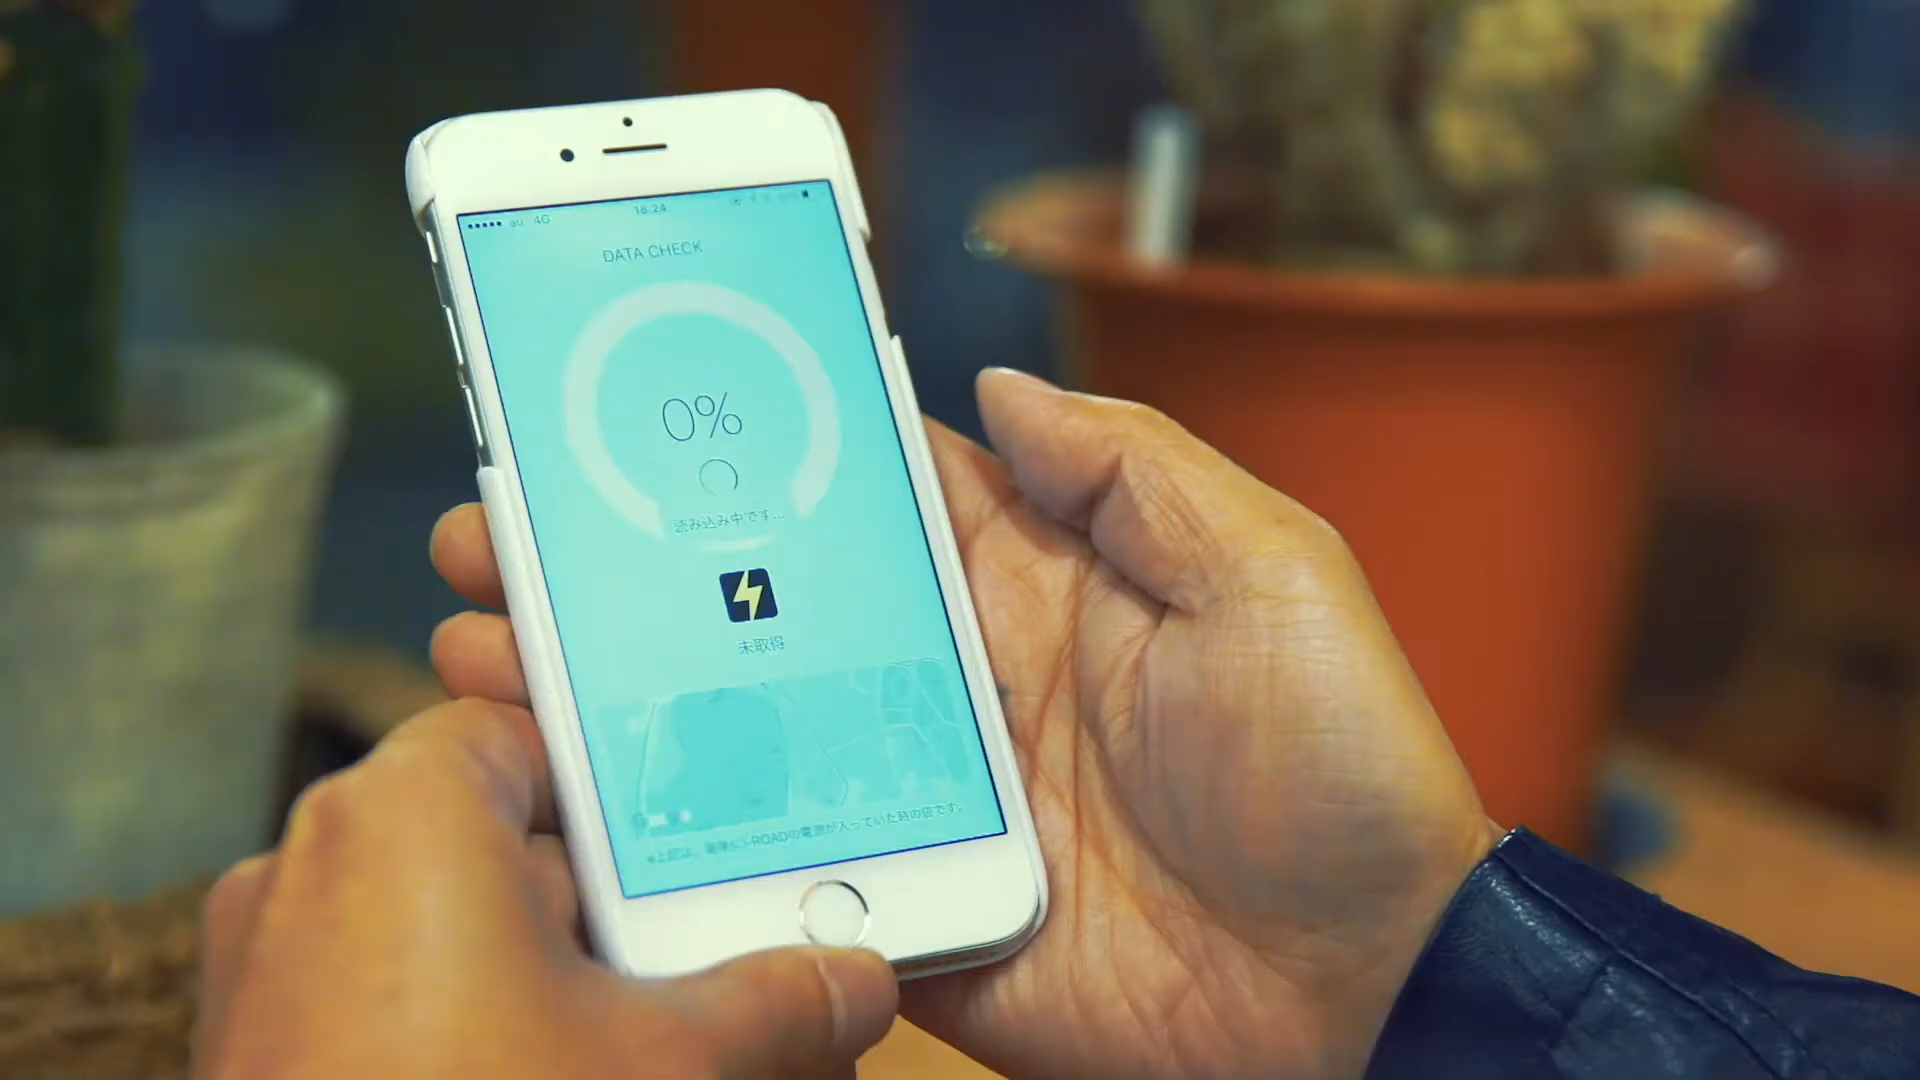 au 4G 18:24
DATA CHECK
0%
読み込み中です...
未取得
※上記は、最後に -ROADの電源が入っていた時の値です。